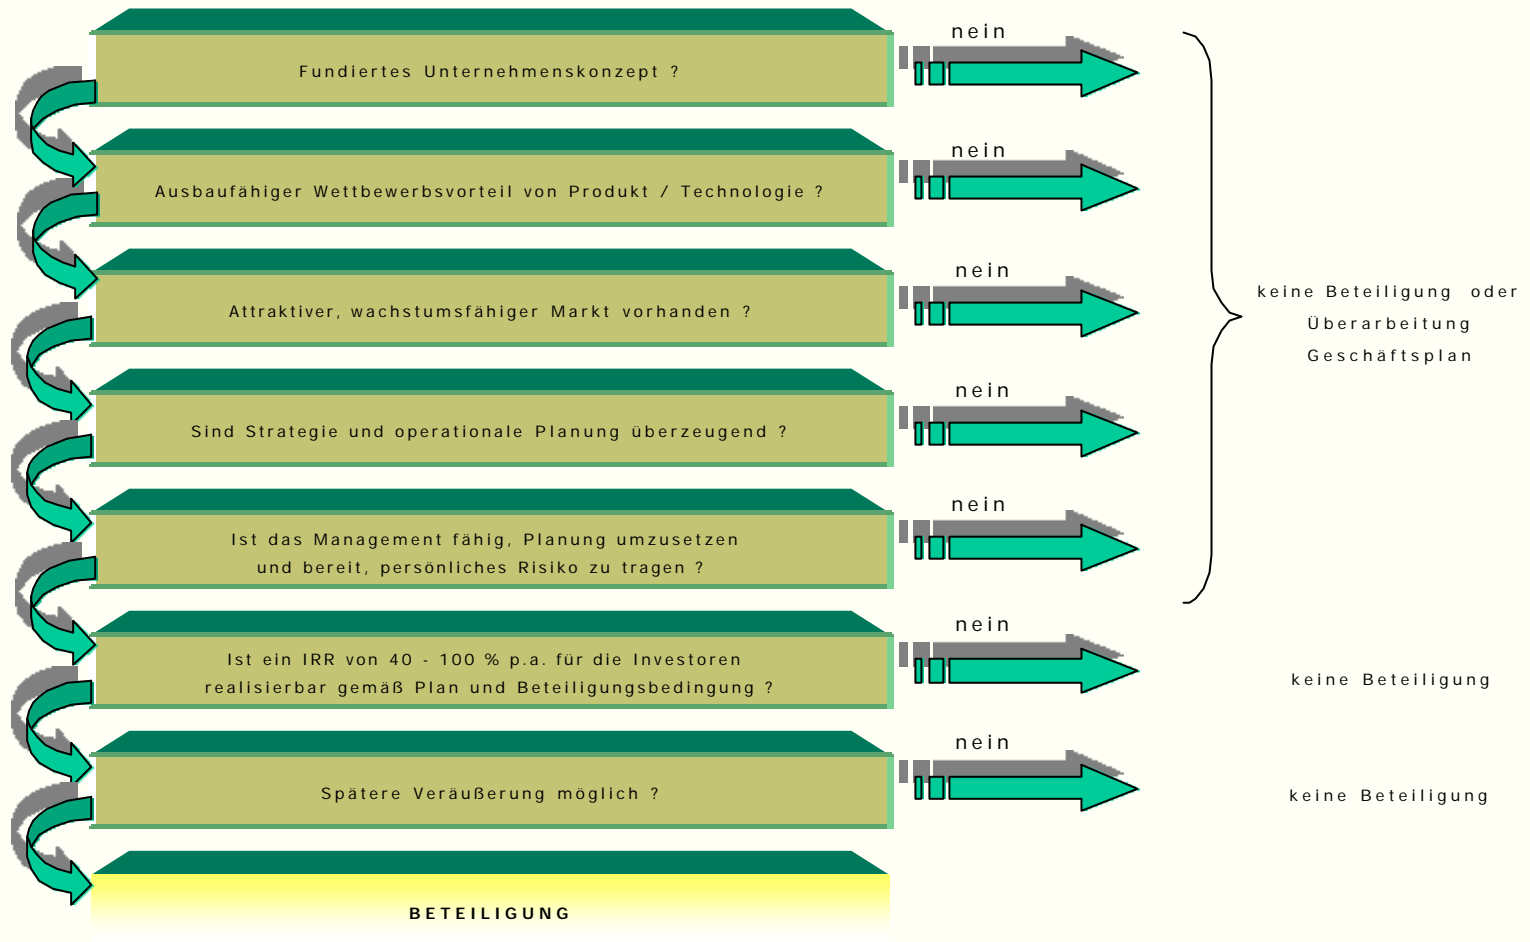 nein
Fundiertes Unternehmenskonzept ?
nein
Ausbaufähiger Wettbewerbsvorteil von Produkt / Technologie ?
nein
Attraktiver, wachstumsfähiger Markt vorhanden ?
keine Beteiligung oder
Überarbeitung
Geschäftsplan
nein
Sind Strategie und operationale Planung überzeugend ?
nein
Ist das Management fähig, Planung umzusetzen
und bereit, persönliches Risiko zu tragen ?
nein
Ist ein IRR von 40 - 100 % p.a. für die Investoren
realisierbar gemäß Plan und Beteiligungsbedingung ?
keine Beteiligung
nein
Spätere Veräußerung möglich ?
keine Beteiligung
BETEILIGUNG